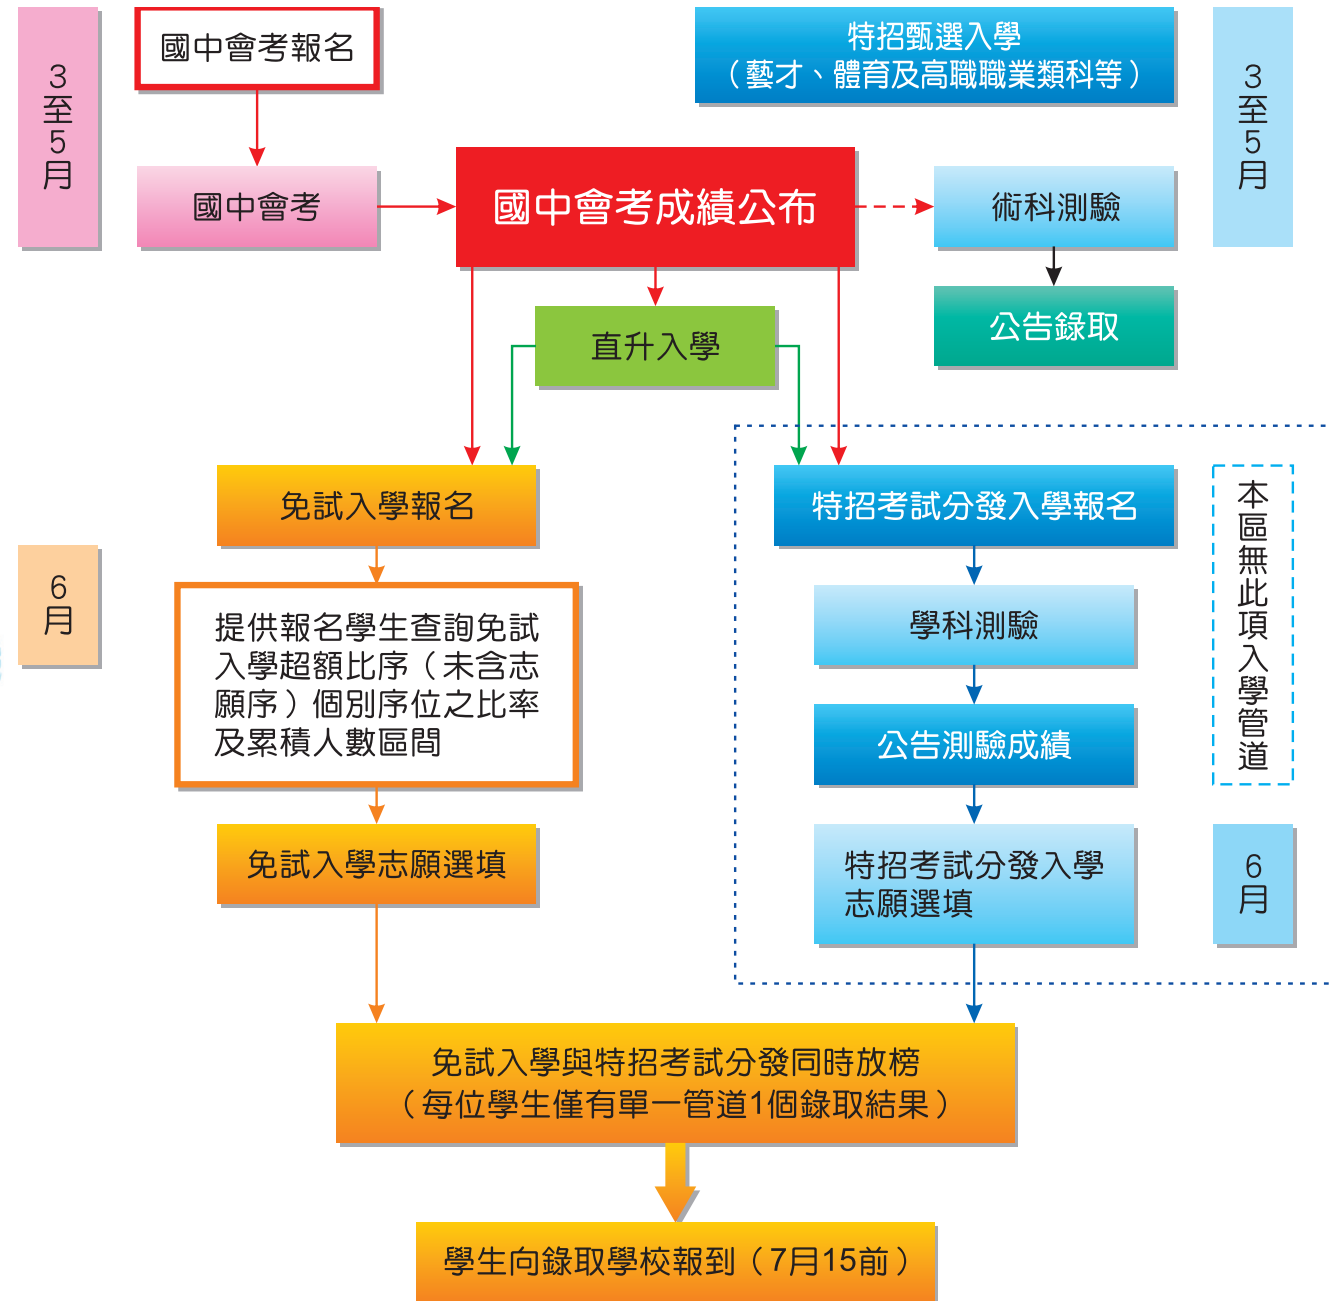 3至5月
國中會考報名
特招甄選入學
（藝才、體育及高職職業類科等）
3至5月
國中會考
國中會考成績公布
術科測驗
公告錄取
直升入學
免試入學報名
特招考試分發入學報名
本區無此項入學管道
6月
提供報名學生查詢免試
入學超額比序（未含志
願序）個別序位之比率
及累積人數區間
學科測驗
公告測驗成績
免試入學志願選填
特招考試分發入學
志願選填
6月
免試入學與特招考試分發同時放榜
（每位學生僅有單一管道1個錄取結果）
學生向錄取學校報到（7月15前）